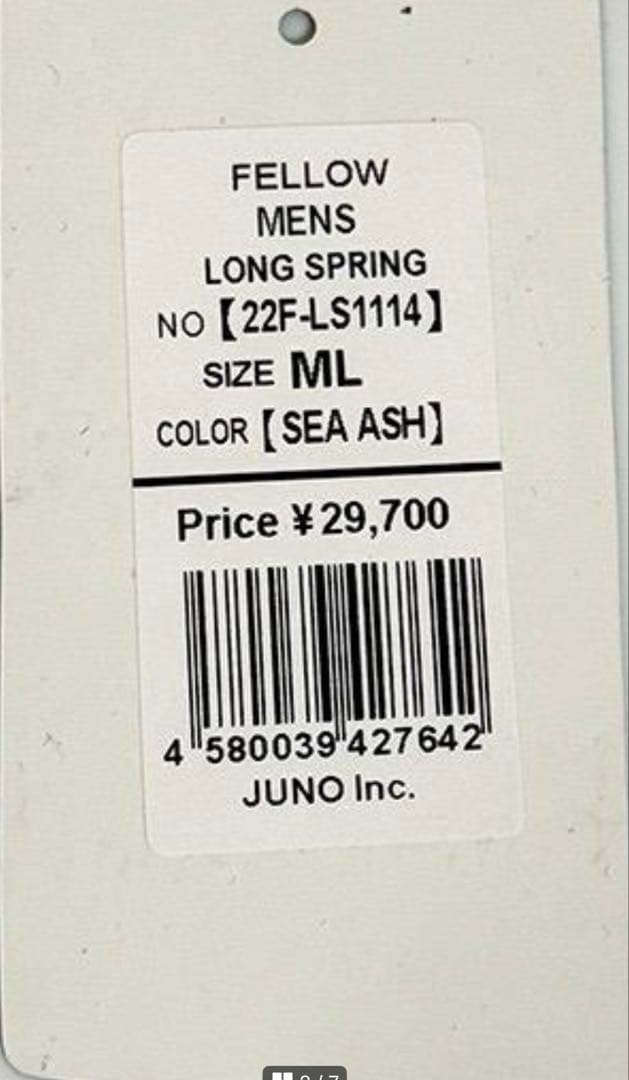 FELLOW
MENS
LONG SPRING
NO【22F-LS1114】
SIZE ML
COLOR【SEA ASH】
Price ¥29,700
4 580039 427642
JUNO Inc.